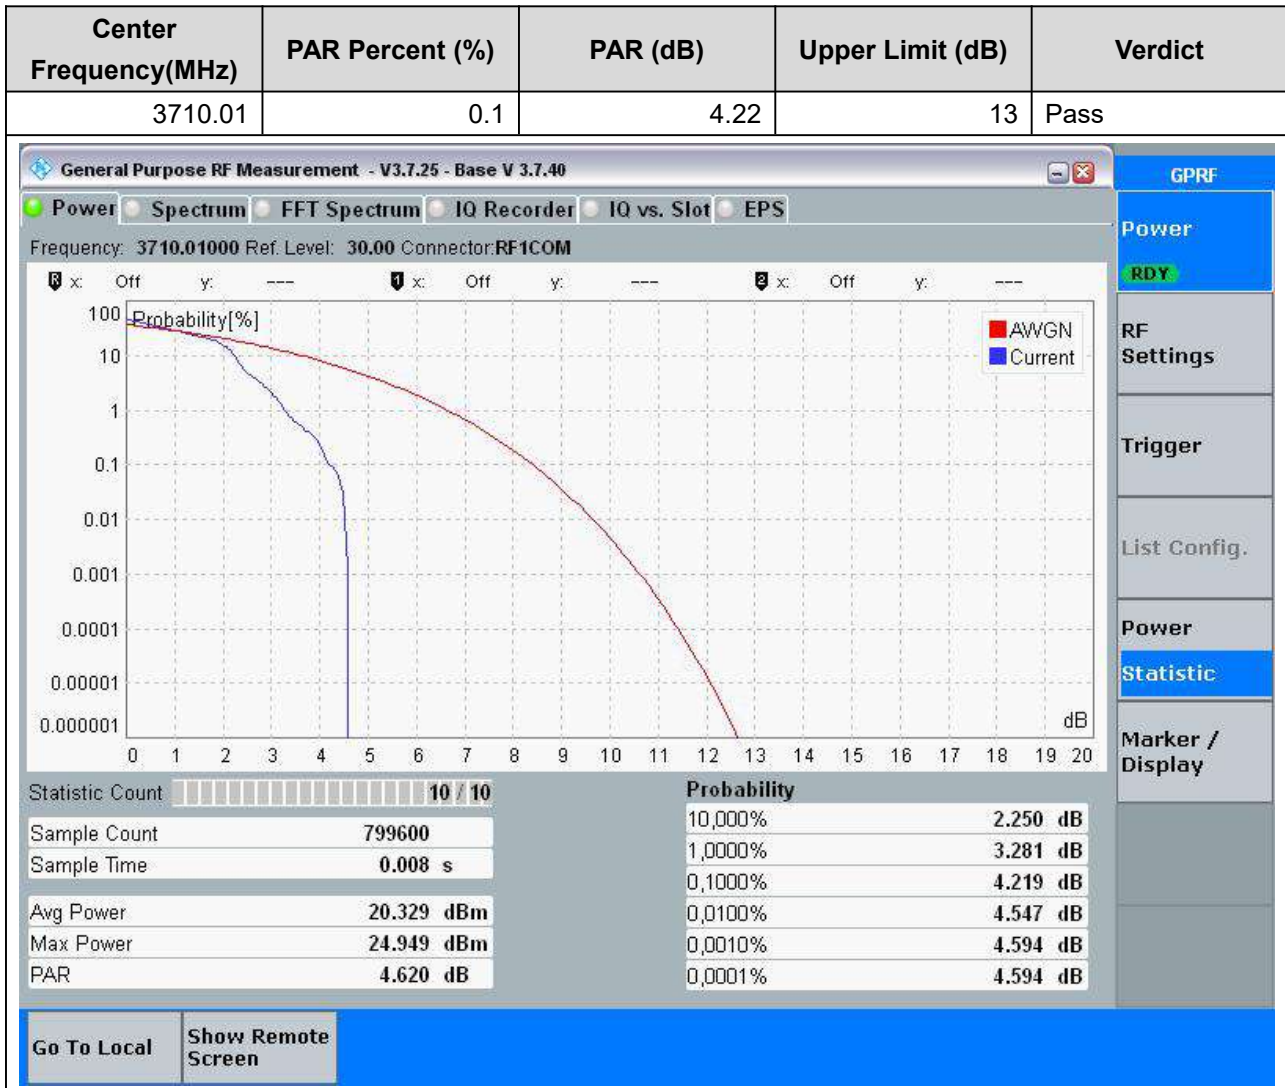 Center Frequency(MHz) PAR Percent (%) PAR (dB) Upper Limit (dB) Verdict
3710.01 0.1 4.22 13 Pass
General Purpose RF Measurement - V3.7.25 - Base V 3.7.40
GPRF
Power Spectrum FFT Spectrum IQ Recorder IQ vs. Slot EPS
Frequency: 3710.01000 Ref. Level: 30.00 Connector:RF1COM
R x: Off y: --- 1 x: Off y: --- 2 x: Off y: ---
Probability[%]
AWGN
Current
100
10
1
0.1
0.01
0.001
0.0001
0.00001
0.000001
dB
0 1 2 3 4 5 6 7 8 9 10 11 12 13 14 15 16 17 18 19 20
Statistic Count 10 / 10
Sample Count 799600
Sample Time 0.008 s
Avg Power 20.329 dBm
Max Power 24.949 dBm
PAR 4.620 dB
Probability
10,000% 2.250 dB
1,0000% 3.281 dB
0,1000% 4.219 dB
0,0100% 4.547 dB
0,0010% 4.594 dB
0,0001% 4.594 dB
Power
RDY
RF
Settings
Trigger
List Config.
Power
Statistic
Marker /
Display
Go To Local
Show Remote
Screen